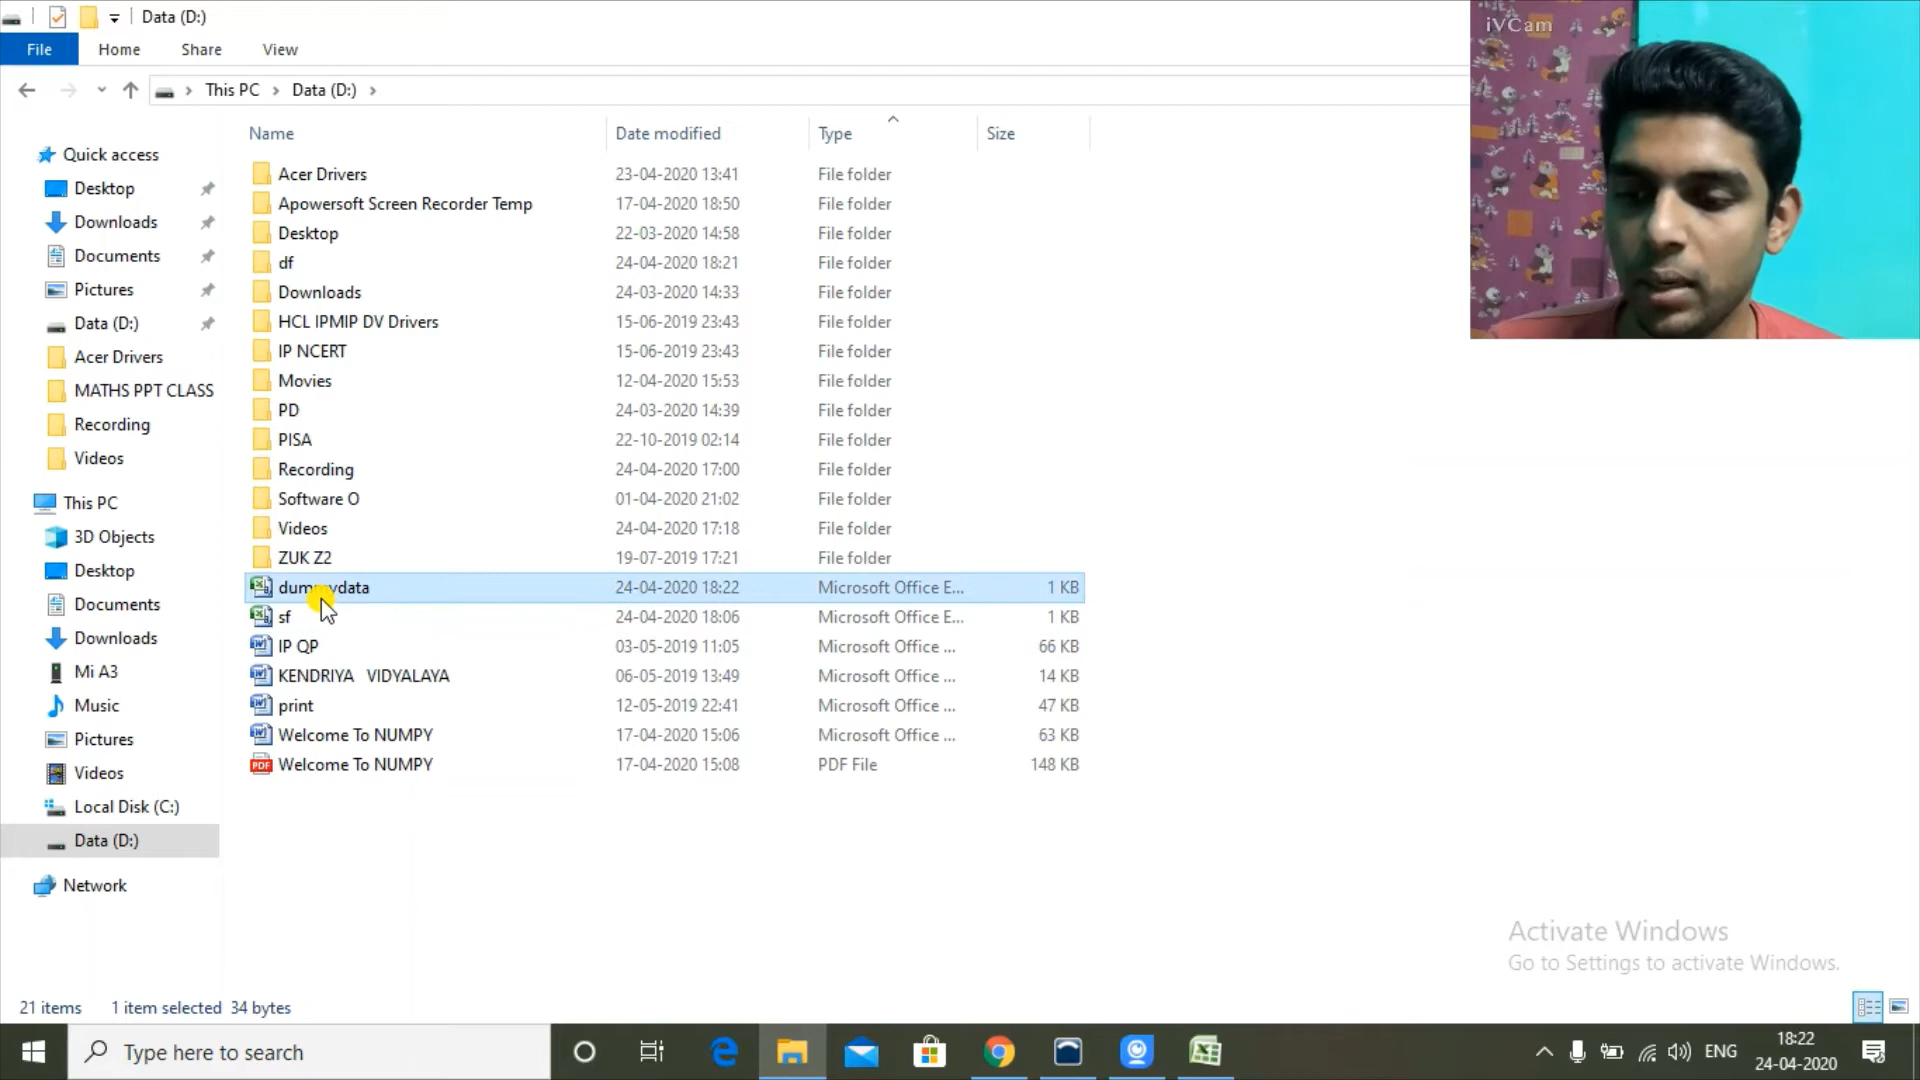 Data (D:)
File Home Share View
This PC Data (D:)
Name Date modified Type Size
Quick access
Desktop
Downloads
Documents
Pictures
Data (D:)
Acer Drivers
MATHS PPT CLASS
Recording
Videos
This PC
3D Objects
Desktop
Documents
Downloads
Mi A3
Music
Pictures
Videos
Local Disk (C:)
Data (D:)
Network
Acer Drivers 23-04-2020 13:41 File folder
Apowersoft Screen Recorder Temp 17-04-2020 18:50 File folder
Desktop 22-03-2020 14:58 File folder
df 24-04-2020 18:21 File folder
Downloads 24-03-2020 14:33 File folder
HCL IPMIP DV Drivers 15-06-2019 23:43 File folder
IP NCERT 15-06-2019 23:43 File folder
Movies 12-04-2020 15:53 File folder
PD 24-03-2020 14:39 File folder
PISA 22-10-2019 02:14 File folder
Recording 24-04-2020 17:00 File folder
Software O 01-04-2020 21:02 File folder
Videos 24-04-2020 17:18 File folder
ZUK Z2 19-07-2019 17:21 File folder
dummydata 24-04-2020 18:22 Microsoft Office E... 1 KB
sf 24-04-2020 18:06 Microsoft Office E... 1 KB
IP QP 03-05-2019 11:05 Microsoft Office ... 66 KB
KENDRIYA VIDYALAYA 06-05-2019 13:49 Microsoft Office ... 14 KB
print 12-05-2019 22:41 Microsoft Office ... 47 KB
Welcome To NUMPY 17-04-2020 15:06 Microsoft Office ... 63 KB
PDF Welcome To NUMPY 17-04-2020 15:08 PDF File 148 KB
iVCam
Activate Windows
Go to Settings to activate Windows.
21 items 1 item selected 34 bytes
Type here to search
ENG
18:22
24-04-2020